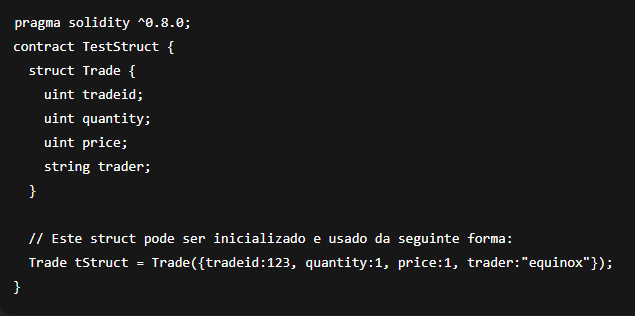 pragma solidity ^0.8.0;
contract TestStruct {
  struct Trade {
    uint tradeid;
    uint quantity;
    uint price;
    string trader;
  }

  // Este struct pode ser inicializado e usado da seguinte forma:
  Trade tStruct = Trade({tradeid:123, quantity:1, price:1, trader:"equinox"});
}